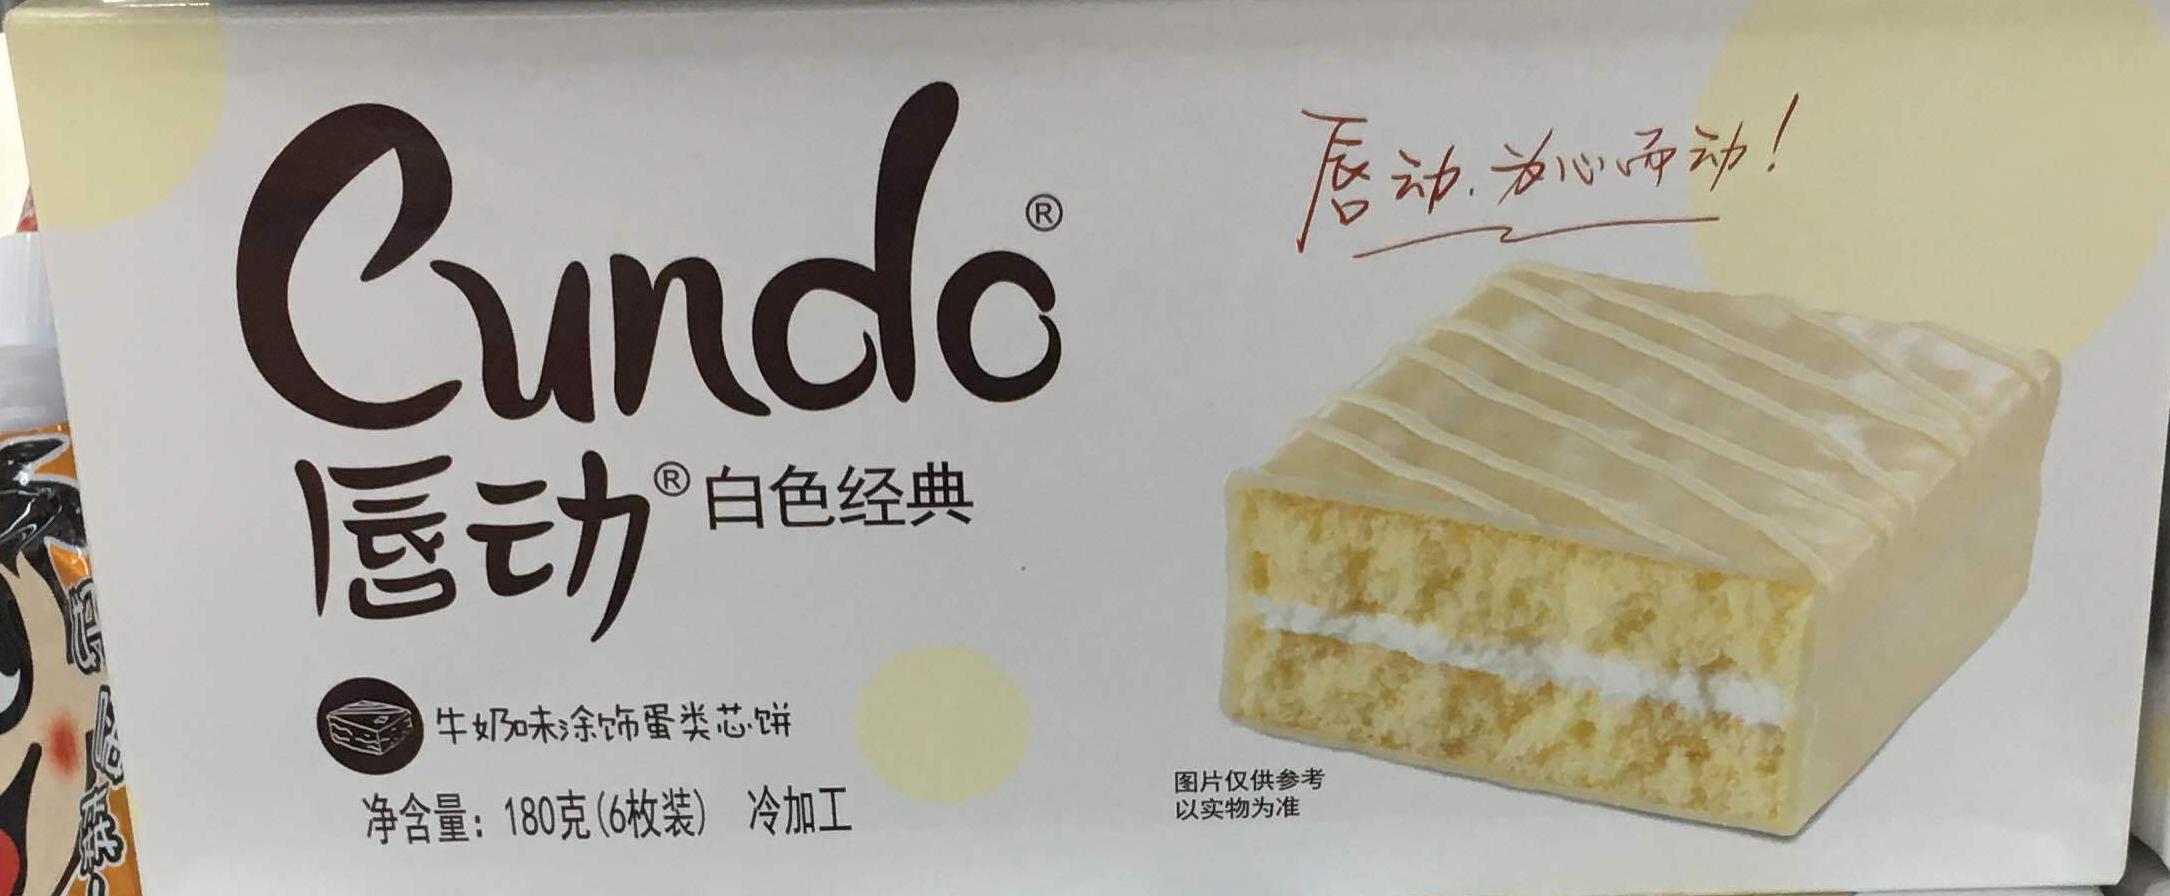 Cundo®
唇动®白色经典
唇动.为心而动!
牛奶味涂饰蛋类芯饼
净含量：180克(6枚装) 冷加工
图片仅供参考
以实物为准